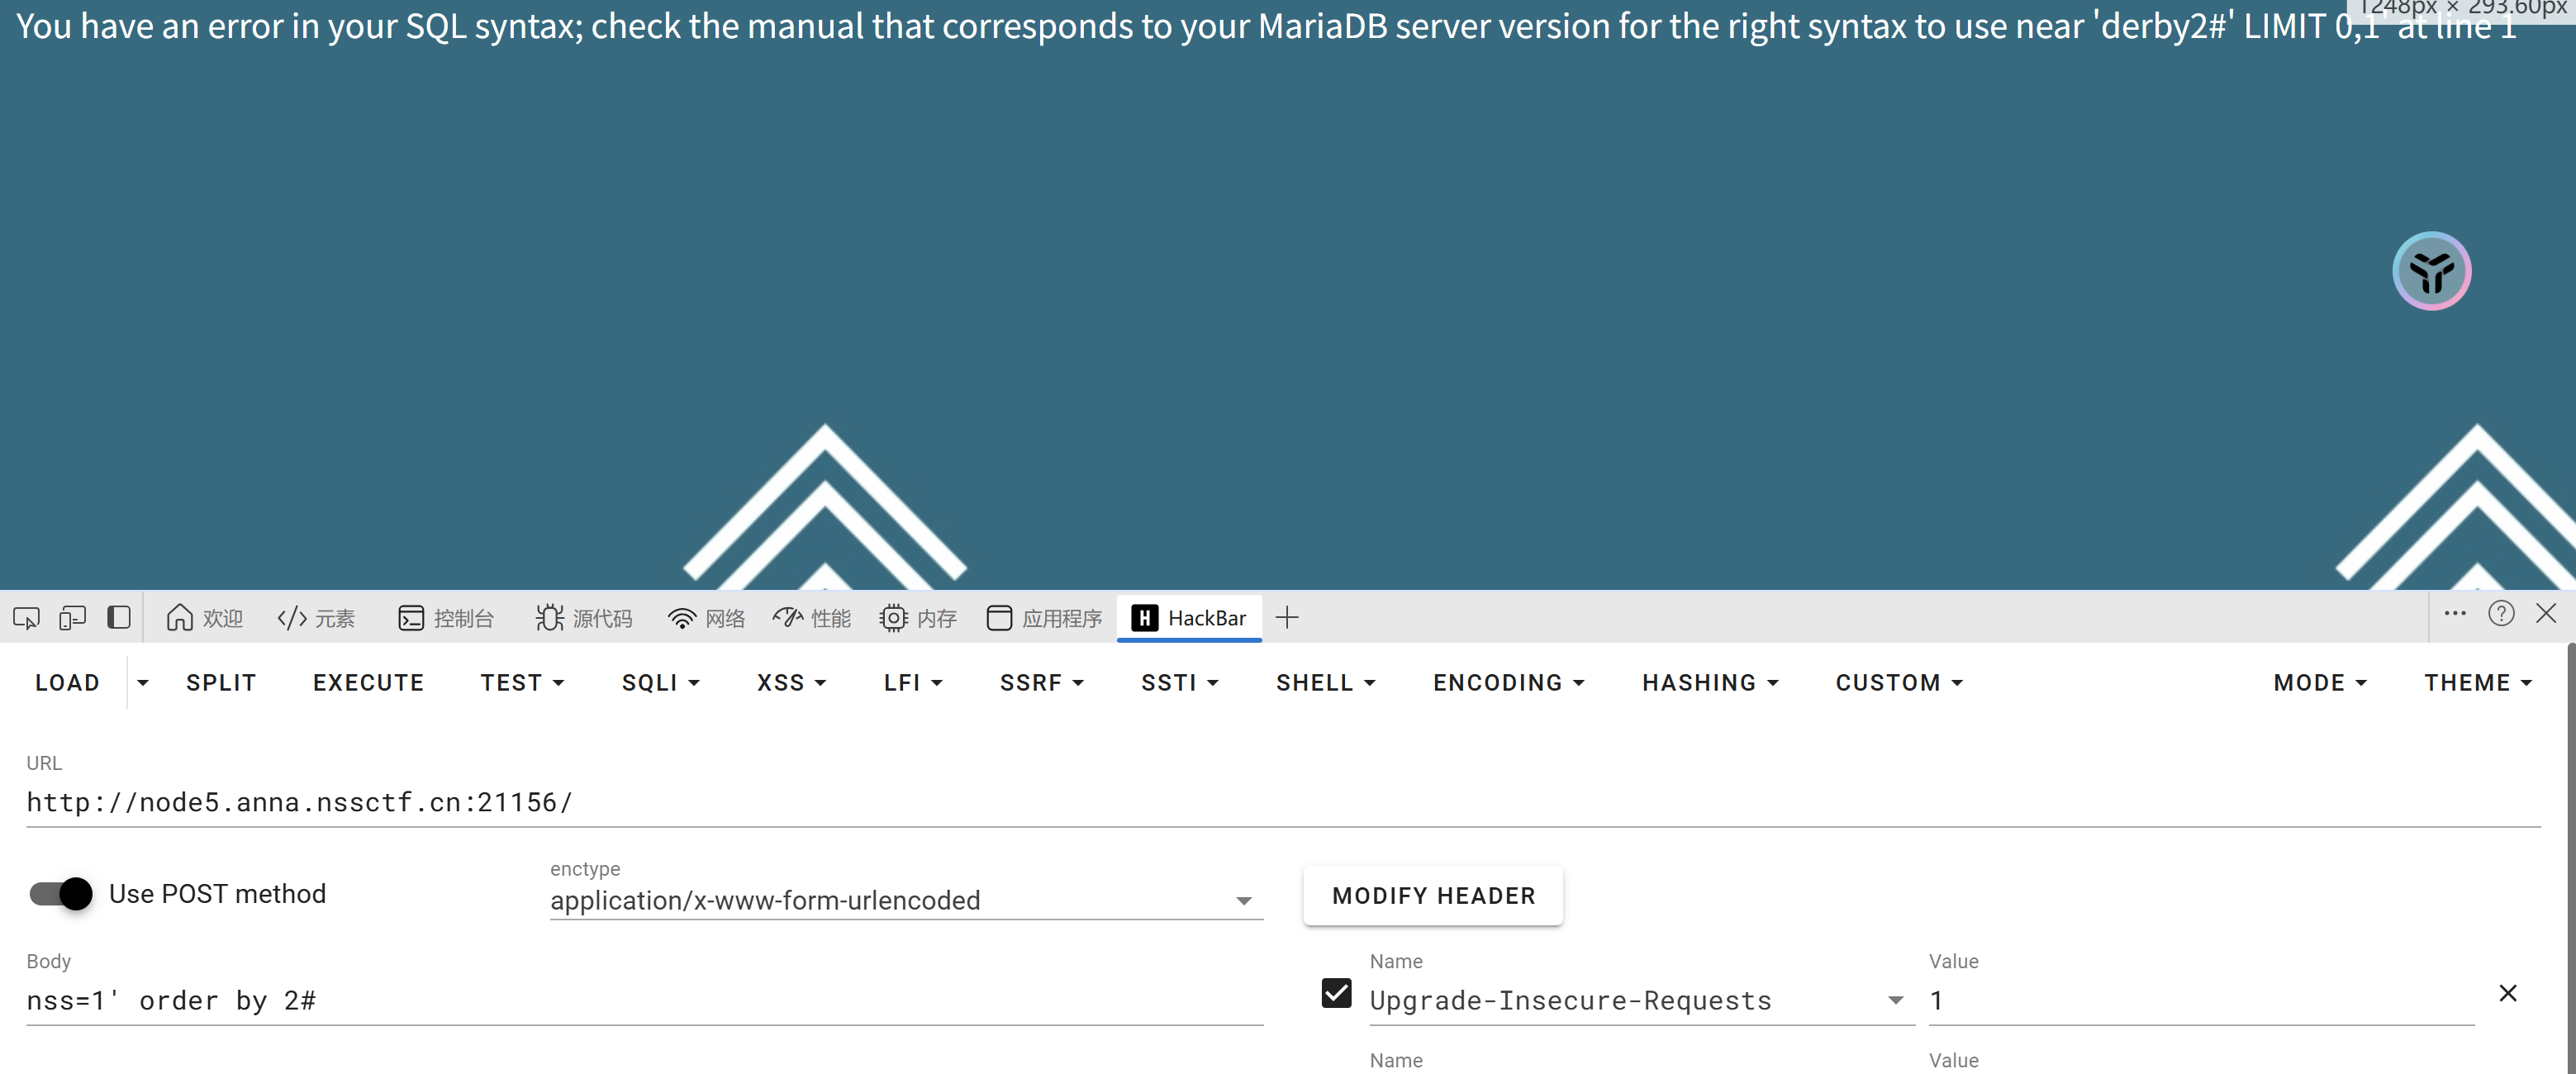 You have an error in your SQL syntax; check the manual that corresponds to your MariaDB server version for the right syntax to use near 'derby2#' LIMIT 0,1' at line 1
1248px × 293.60px
欢迎 元素 控制台 源代码 网络 性能 内存 应用程序 HackBar
LOAD SPLIT EXECUTE TEST SQLI XSS LFI SSRF SSTI SHELL ENCODING HASHING CUSTOM MODE THEME
URL
http://node5.anna.nssctf.cn:21156/
Use POST method
enctype
application/x-www-form-urlencoded
MODIFY HEADER
Body
nss=1' order by 2#
Name
Upgrade-Insecure-Requests
Value
1
Name
Value